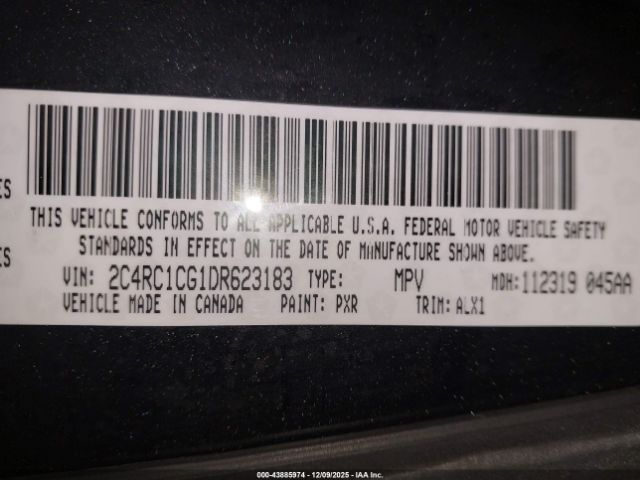 ES
THIS VEHICLE CONFORMS TO ALL APPLICABLE U.S.A. FEDERAL MOTOR VEHICLE SAFETY
STANDARDS IN EFFECT ON THE DATE OF MANUFACTURE SHOWN ABOVE.
ES
VIN: 2C4RC1CG1DR623183 TYPE: MPV MDH: 112319 045AA
VEHICLE MADE IN CANADA PAINT: PXR TRIM: ALX1
000-43885974 - 12/09/2025 - IAA Inc.